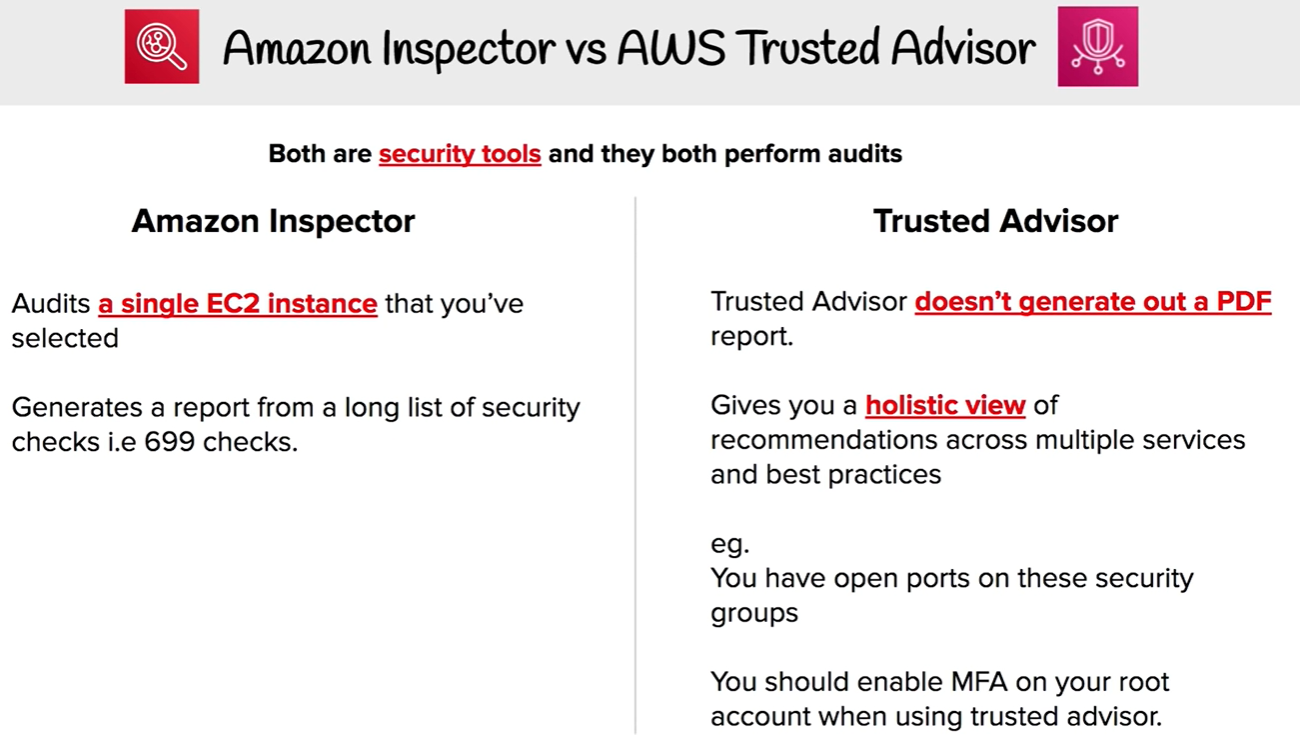 Amazon Inspector vs AWS Trusted Advisor
Both are security tools and they both perform audits
Amazon Inspector
Audits a single EC2 instance that you’ve
selected
Generates a report from a long list of security
checks i.e 699 checks.
Trusted Advisor
Trusted Advisor doesn’t generate out a PDF
report.
Gives you a holistic view of
recommendations across multiple services
and best practices
eg.
You have open ports on these security
groups
You should enable MFA on your root
account when using trusted advisor.